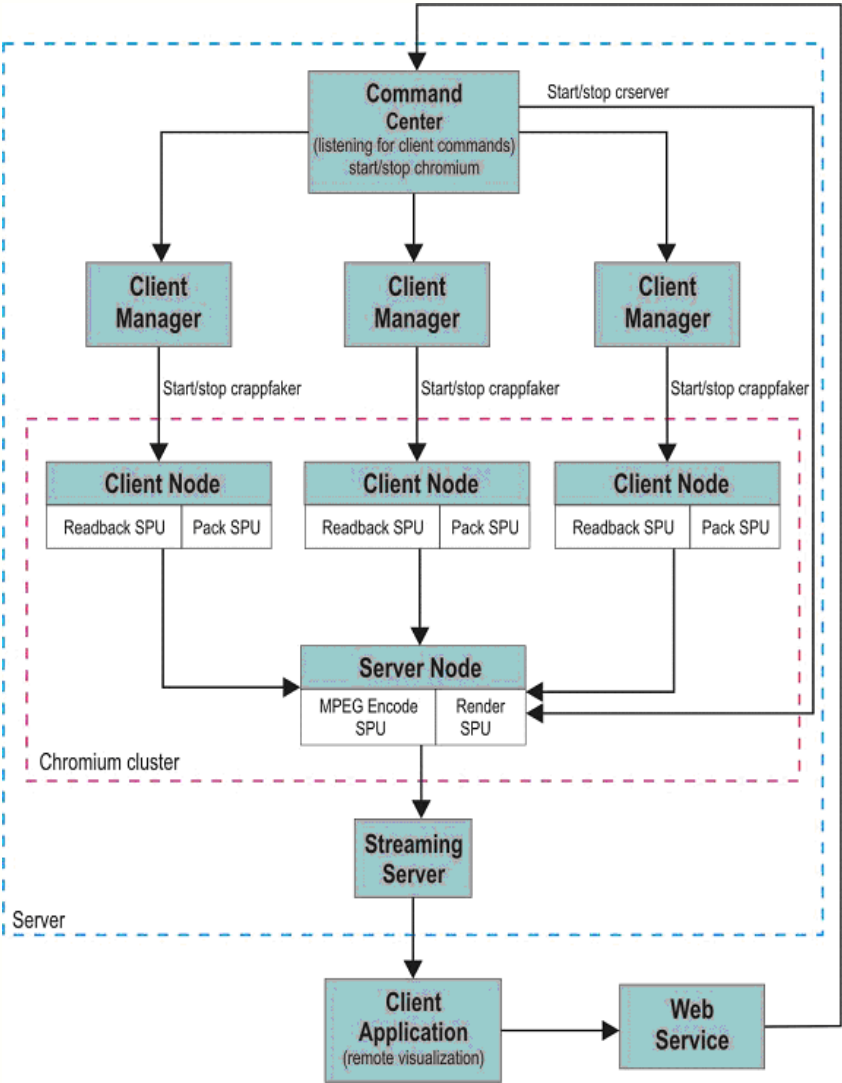 Command
Center
(listening for client commands)
start/stop chromium
Start/stop crserver
Client
Manager
Client
Manager
Client
Manager
Start/stop crappfaker
Start/stop crappfaker
Start/stop crappfaker
Client Node
Readback SPU
Pack SPU
Client Node
Readback SPU
Pack SPU
Client Node
Readback SPU
Pack SPU
Server Node
MPEG Encode
SPU
Render
SPU
Chromium cluster
Streaming
Server
Server
Client
Application
(remote visualization)
Web
Service